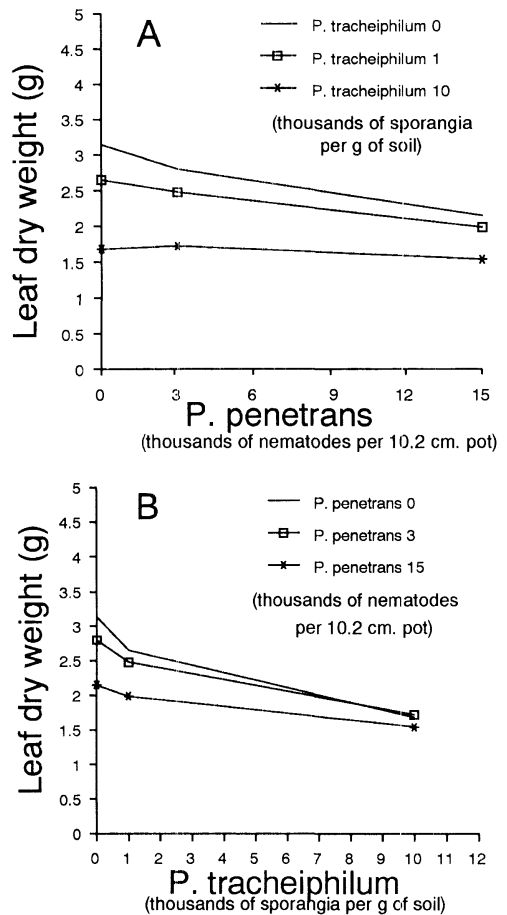 A
P. tracheiphilum 0
P. tracheiphilum 1
P. tracheiphilum 10
(thousands of sporangia
per g of soil)
Leaf dry weight (g)
5
4.5
4
3.5
3
2.5
2
1.5
1
0.5
0
0 3 6 9 12 15
P. penetrans
(thousands of nematodes per 10.2 cm. pot)
B
P. penetrans 0
P. penetrans 3
P. penetrans 15
(thousands of nematodes
per 10.2 cm. pot)
Leaf dry weight (g)
5
4.5
4
3.5
3
2.5
2
1.5
1
0.5
0
0 1 2 3 4 5 6 7 8 9 10 11 12
P. tracheiphilum
(thousands of sporangia per g of soil)